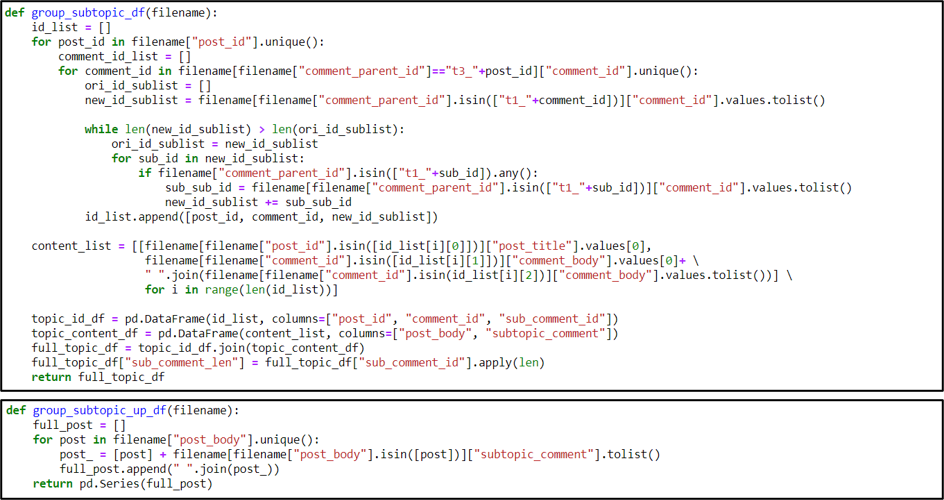 def group_subtopic_df(filename):
    id_list = []
    for post_id in filename["post_id"].unique():
        comment_id_list = []
        for comment_id in filename[filename["comment_parent_id"]=="t3_"+post_id]["comment_id"].unique():
            ori_id_sublist = []
            new_id_sublist = filename[filename["comment_parent_id"].isin(["t1_"+comment_id])]["comment_id"].values.tolist()

            while len(new_id_sublist) > len(ori_id_sublist):
                ori_id_sublist = new_id_sublist
                for sub_id in new_id_sublist:
                    if filename["comment_parent_id"].isin(["t1_"+sub_id]).any():
                        sub_sub_id = filename[filename["comment_parent_id"].isin(["t1_"+sub_id])]["comment_id"].values.tolist()
                        new_id_sublist += sub_sub_id
            id_list.append([post_id, comment_id, new_id_sublist])

    content_list = [[filename[filename["post_id"].isin([id_list[i][0]])]["post_title"].values[0],
                     filename[filename["comment_id"].isin([id_list[i][1]])]["comment_body"].values[0]+ \
                     " ".join(filename[filename["comment_id"].isin(id_list[i][2])]["comment_body"].values.tolist())] \
                     for i in range(len(id_list))]

    topic_id_df = pd.DataFrame(id_list, columns=["post_id", "comment_id", "sub_comment_id"])
    topic_content_df = pd.DataFrame(content_list, columns=["post_body", "subtopic_comment"])
    full_topic_df = topic_id_df.join(topic_content_df)
    full_topic_df["sub_comment_len"] = full_topic_df["sub_comment_id"].apply(len)
    return full_topic_df

def group_subtopic_up_df(filename):
    full_post = []
    for post in filename["post_body"].unique():
        post_ = [post] + filename[filename["post_body"].isin([post])]["subtopic_comment"].tolist()
        full_post.append(" ".join(post_))
    return pd.Series(full_post)